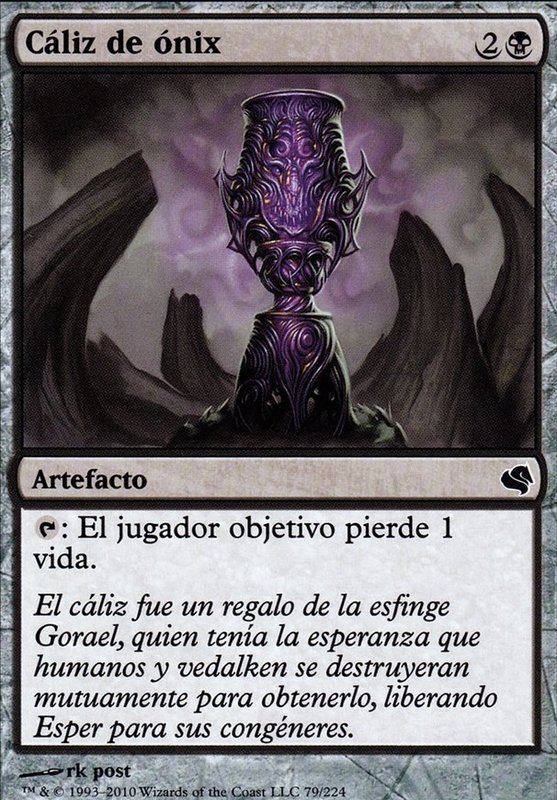 Cáliz de ónix 2
Artefacto
: El jugador objetivo pierde 1
vida.
El cáliz fue un regalo de la esfinge
Gorael, quien tenía la esperanza que
humanos y vedalken se destruyeran
mutuamente para obtenerlo, liberando
Esper para sus congéneres.
rk post
™ & © 1993–2010 Wizards of the Coast LLC 79/224